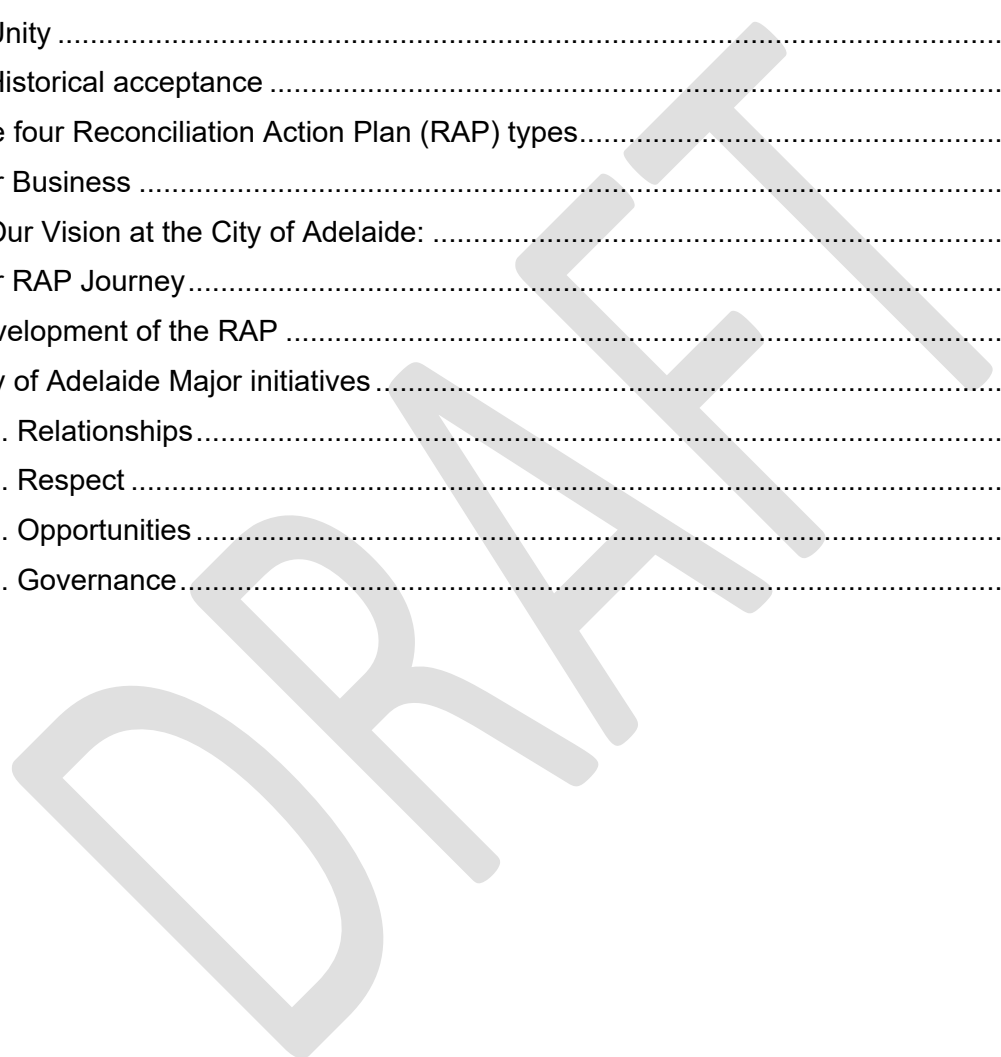 Unity ........................................................................................................
Historical acceptance ........................................................................................
e four Reconciliation Action Plan (RAP) types..................................................
r Business ........................................................................................................
Our Vision at the City of Adelaide: ....................................................................
r RAP Journey..................................................................................................
velopment of the RAP .......................................................................................
y of Adelaide Major initiatives............................................................................
. Relationships..................................................................................................
. Respect ..........................................................................................................
. Opportunities..................................................................................................
. Governance....................................................................................................
DRAFT